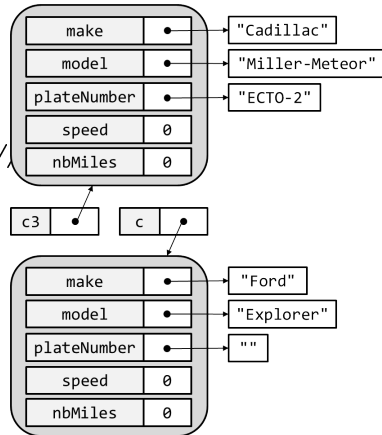 make "Cadillac"
model "Miller-Meteor"
plateNumber "ECTO-2"
speed 0
nbMiles 0
c3 c
make "Ford"
model "Explorer"
plateNumber ""
speed 0
nbMiles 0